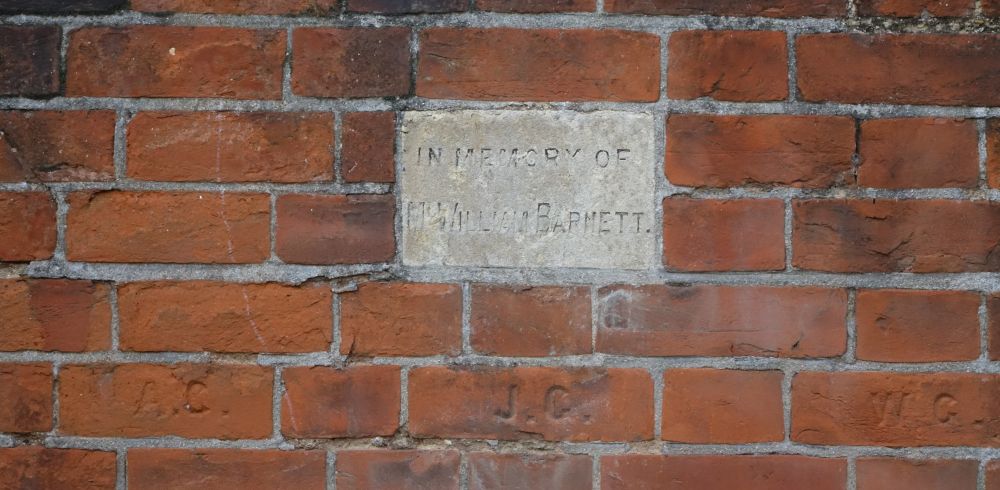 IN MEMORY OF
Mr WILLIAM BARNETT.
A.C. J.C. W C